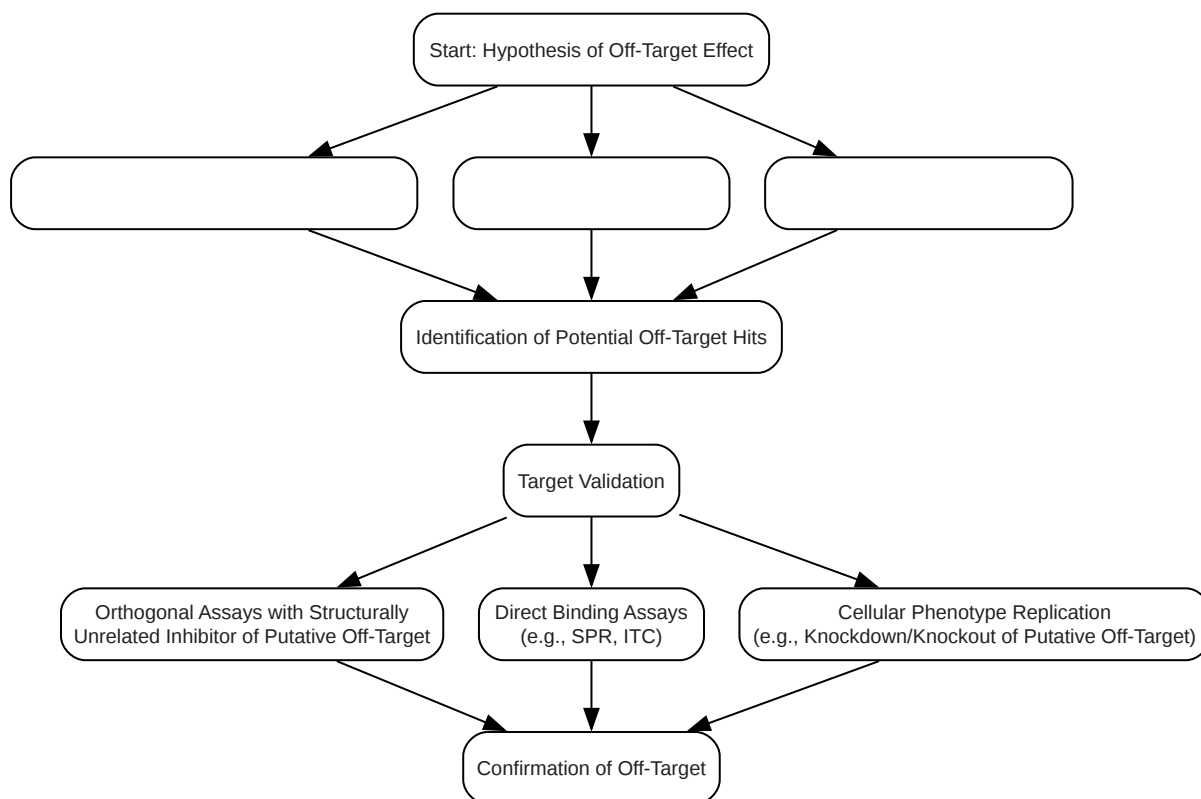 Start: Hypothesis of Off-Target Effect
Identification of Potential Off-Target Hits
Target Validation
Orthogonal Assays with Structurally
Unrelated Inhibitor of Putative Off-Target
Direct Binding Assays
(e.g., SPR, ITC)
Cellular Phenotype Replication
(e.g., Knockdown/Knockout of Putative Off-Target)
Confirmation of Off-Target